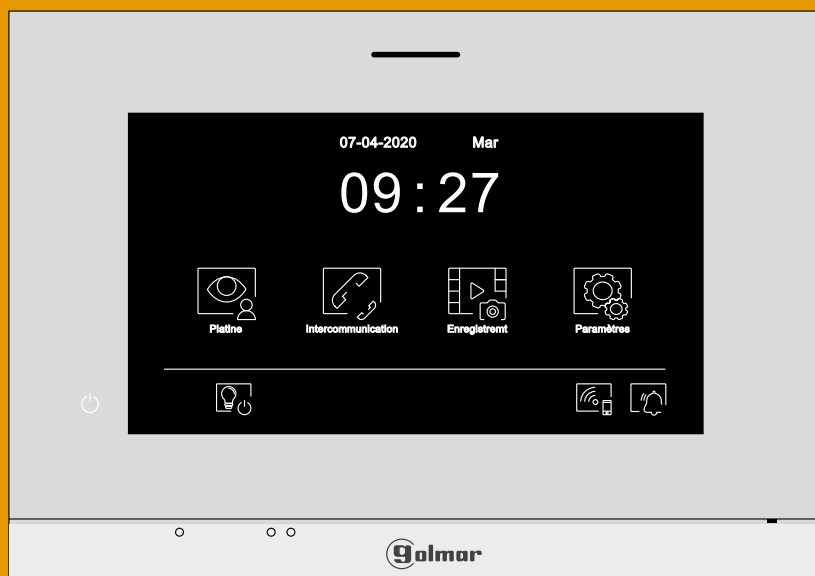 07-04-2020 Mar
09:27
Platine Intercommunication Enregistremt Paramètres
golmar